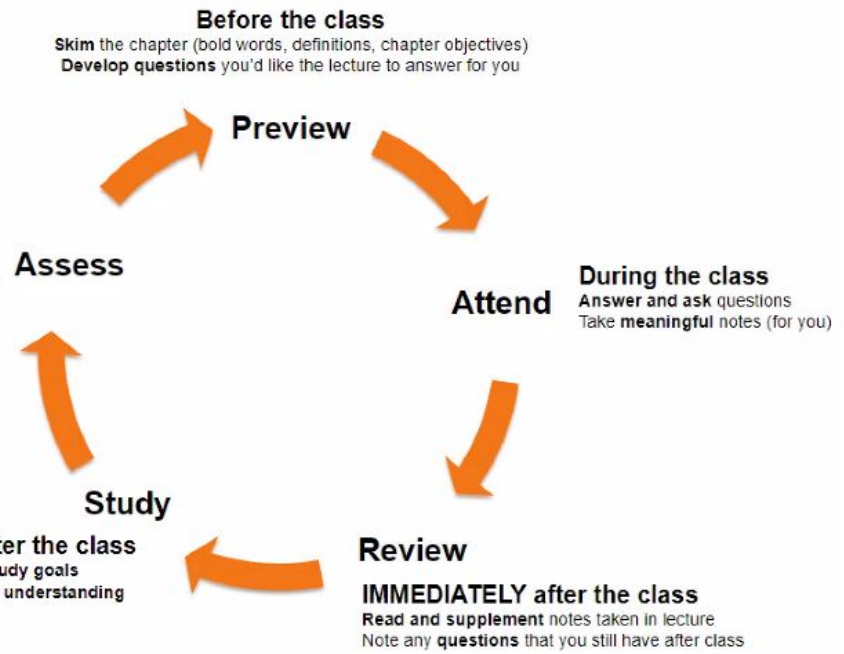 Before the class
Skim the chapter (bold words, definitions, chapter objectives)
Develop questions you'd like the lecture to answer for you
Preview
Attend
During the class
Answer and ask questions
Take meaningful notes (for you)
Review
IMMEDIATELY after the class
Read and supplement notes taken in lecture
Note any questions that you still have after class
Study
the class
goals
understanding
Assess